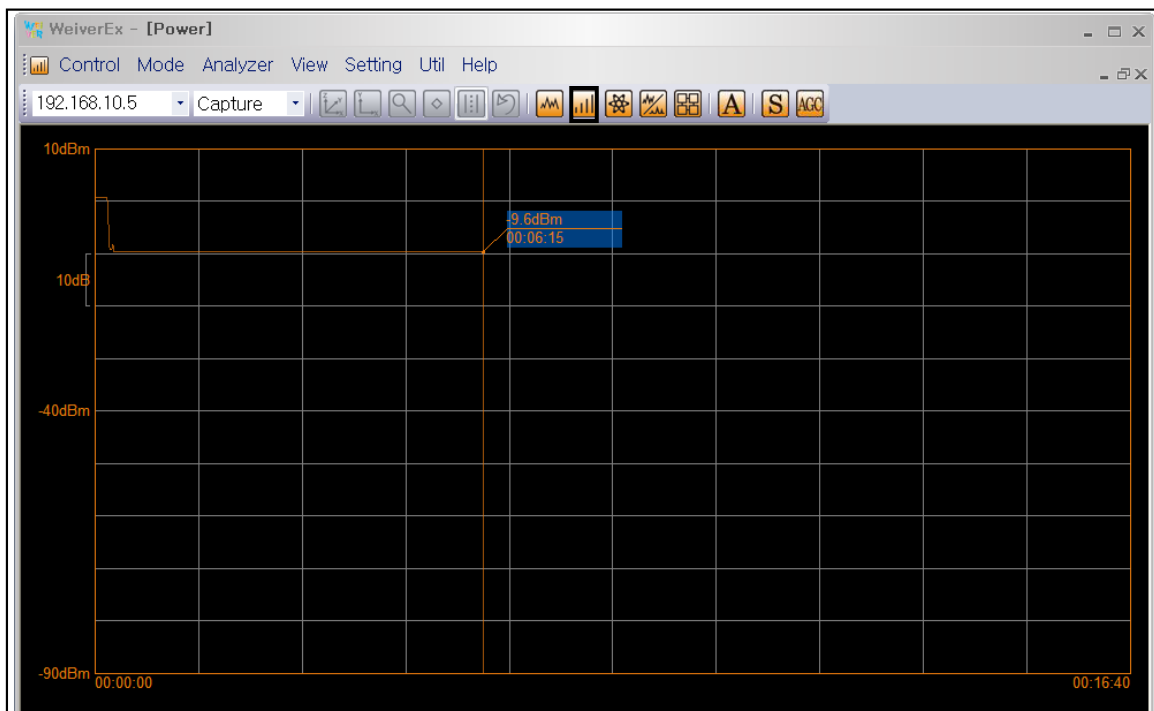 WeiverEx - [Power]
Control Mode Analyzer View Setting Util Help
192.168.10.5 Capture A S AGC
10dBm
-9.6dBm
00:06:15
10dB
-40dBm
-90dBm
00:00:00 00:16:40